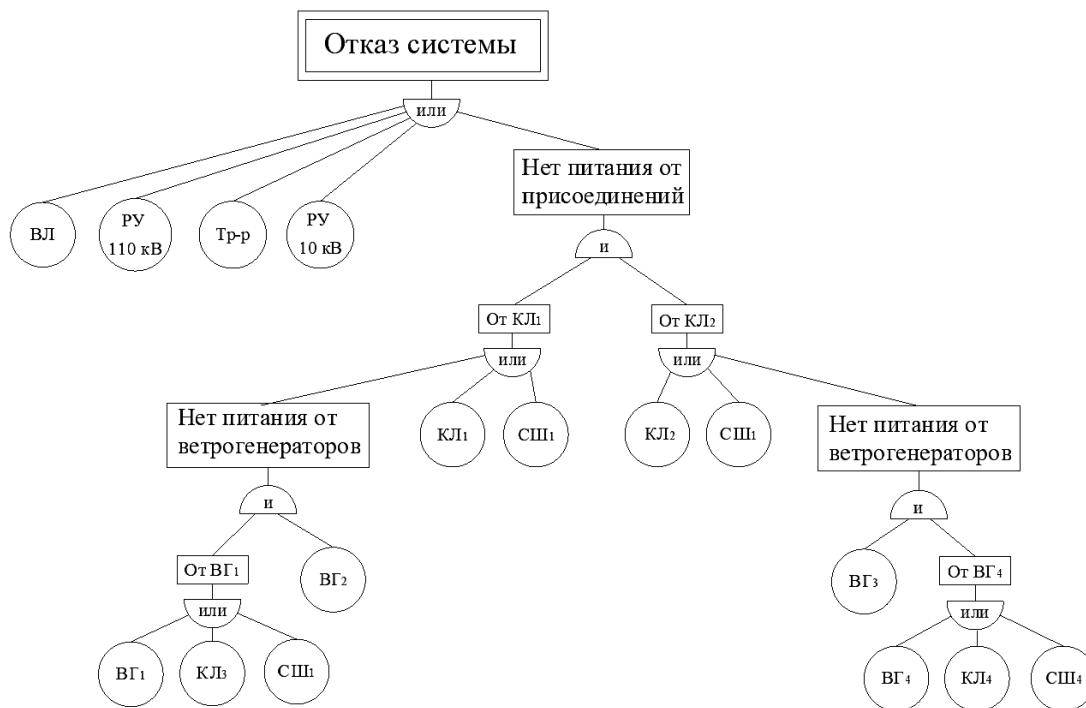 Отказ системы
или
Нет питания от
присоединений
ВЛ
РУ
110 кВ
Тр-р
РУ
10 кВ
и
От КЛ₁
От КЛ₂
или
или
Нет питания от
ветрогенераторов
КЛ₁
СШ₁
КЛ₂
СШ₁
Нет питания от
ветрогенераторов
и
и
От ВГ₁
ВГ₂
ВГ₃
От ВГ₄
или
или
ВГ₁
КЛ₃
СШ₁
ВГ₄
КЛ₄
СШ₄